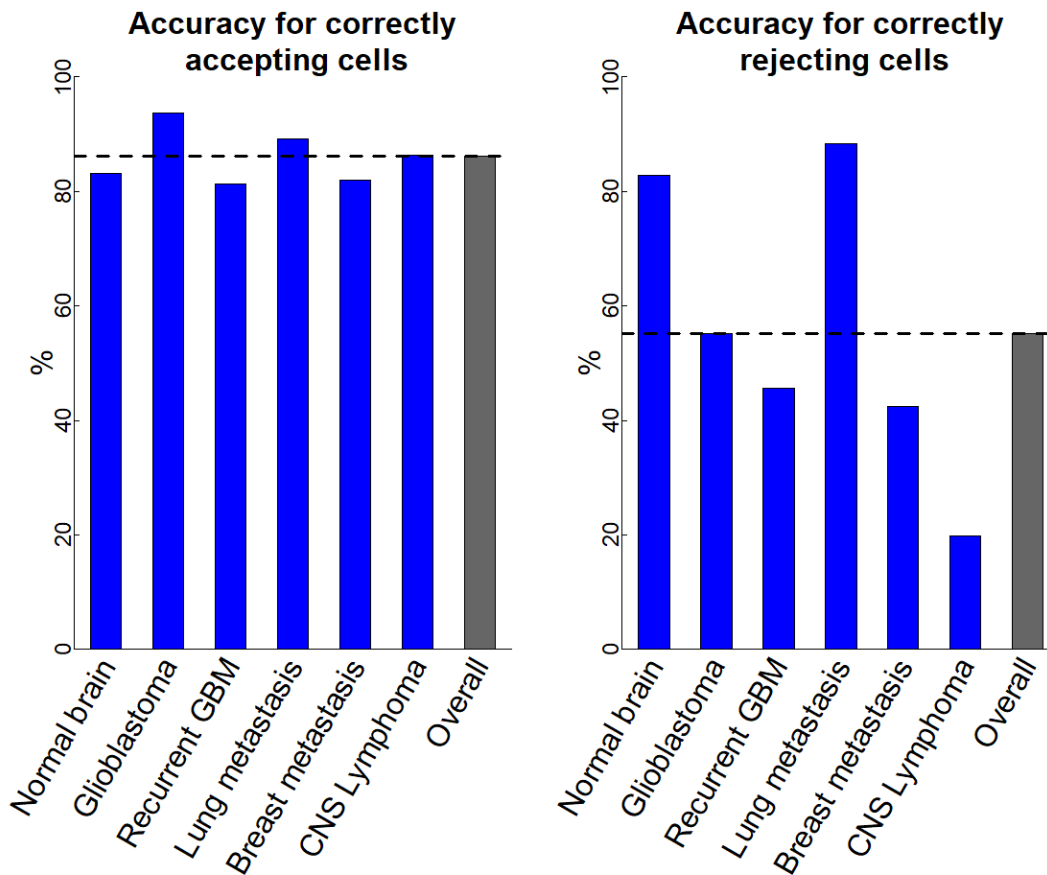 Accuracy for correctly
accepting cells
%
0
20
40
60
80
100
Normal brain
Glioblastoma
Recurrent GBM
Lung metastasis
Breast metastasis
CNS Lymphoma
Overall
Accuracy for correctly
rejecting cells
%
0
20
40
60
80
100
Normal brain
Glioblastoma
Recurrent GBM
Lung metastasis
Breast metastasis
CNS Lymphoma
Overall